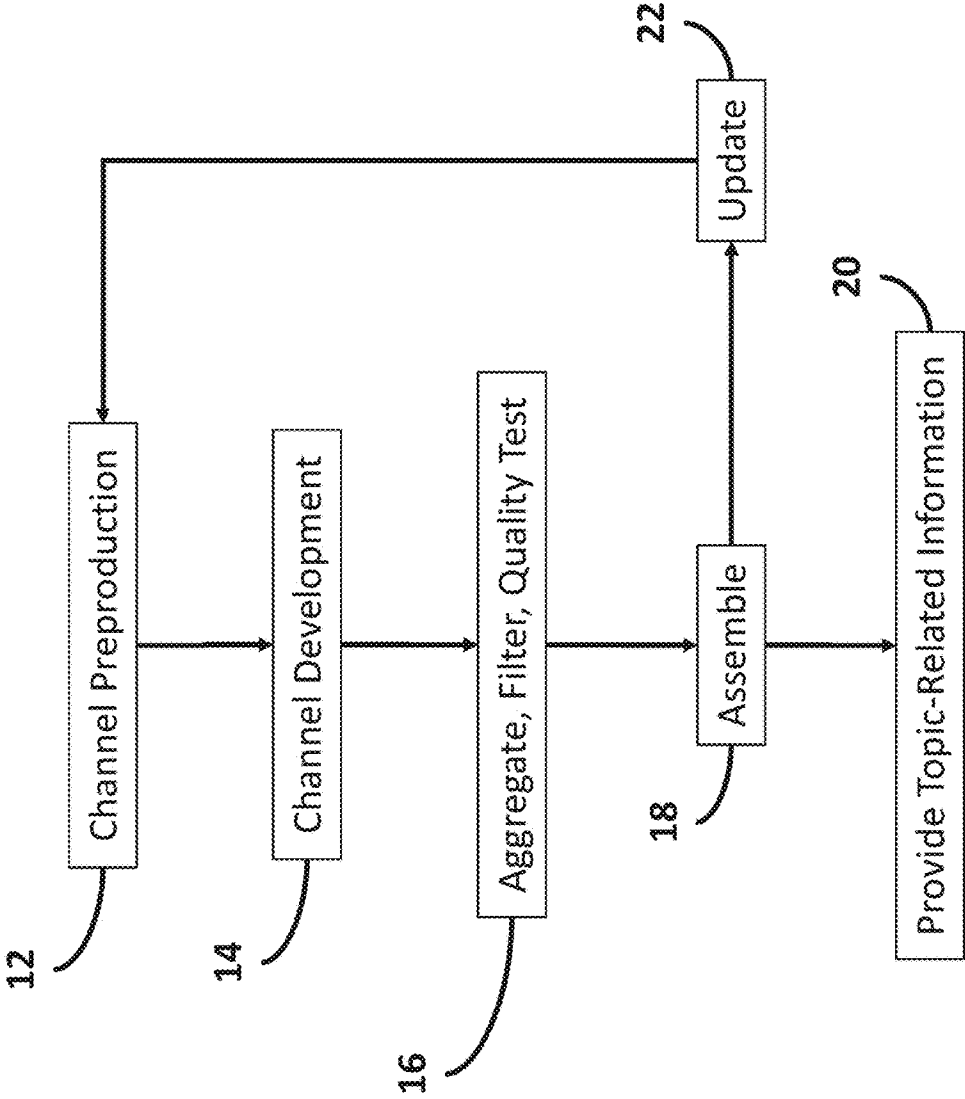 12
Channel Preproduction
14
Channel Development
16
Aggregate, Filter, Quality Test
18
Assemble
22
Update
20
Provide Topic-Related Information